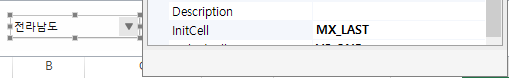 전라남도
Description
InitCell MX_LAST
B